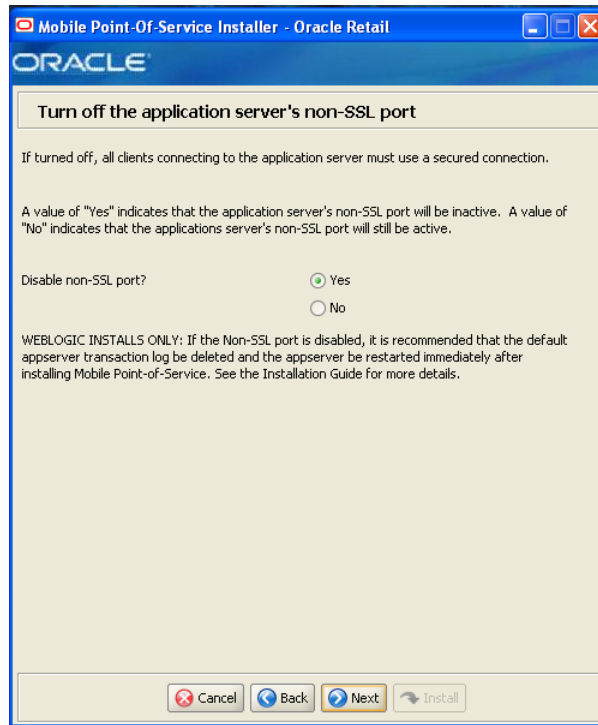 Mobile Point-Of-Service Installer - Oracle Retail
ORACLE
Turn off the application server's non-SSL port
If turned off, all clients connecting to the application server must use a secured connection.
A value of "Yes" indicates that the application server's non-SSL port will be inactive. A value of
"No" indicates that the applications server's non-SSL port will still be active.
Disable non-SSL port?
Yes
No
WEBLOGIC INSTALLS ONLY: If the Non-SSL port is disabled, it is recommended that the default
appserver transaction log be deleted and the appserver be restarted immediately after
installing Mobile Point-of-Service. See the Installation Guide for more details.
Cancel
Back
Next
Install